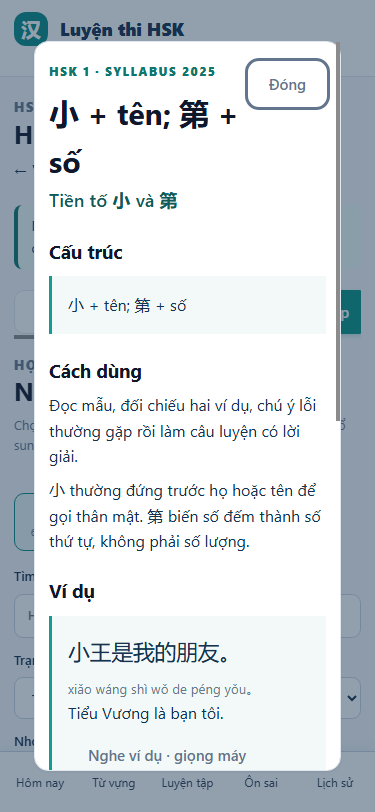 汉 Luyện thi HSK
HSK 1 · SYLLABUS 2025
Đóng
小 + tên; 第 +
số
Tiền tố 小 và 第
Cấu trúc
小 + tên; 第 + số
Cách dùng
Đọc mẫu, đối chiếu hai ví dụ, chú ý lỗi
thường gặp rồi làm câu luyện có lời
giải.
小 thường đứng trước họ hoặc tên để
gọi thân mật. 第 biến số đếm thành số
thứ tự, không phải số lượng.
Ví dụ
小王是我的朋友。
xiǎo wáng shì wǒ de péng yǒu。
Tiểu Vương là bạn tôi.
Nghe ví dụ · giọng máy
Hôm nay
Từ vựng
Luyện tập
Ôn sai
Lịch sử